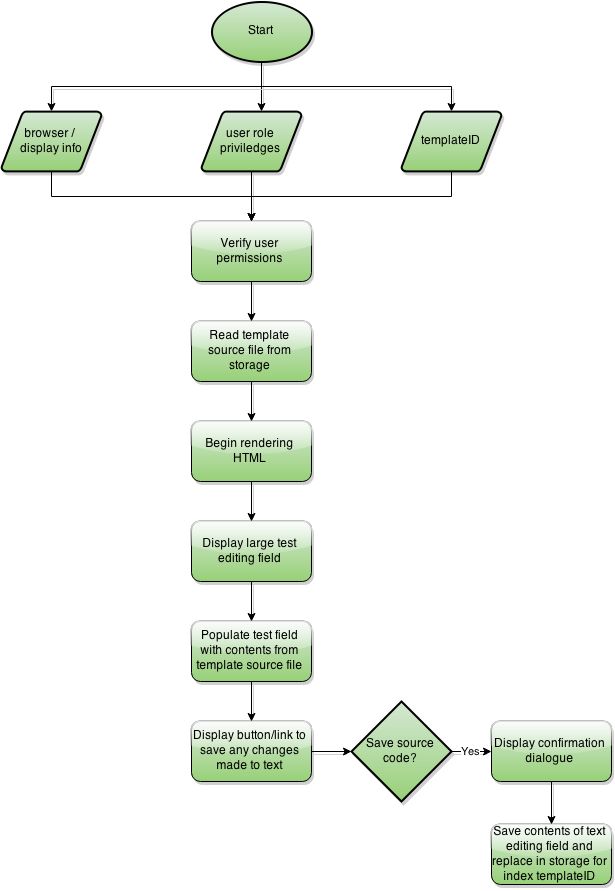 Start
browser /
display info
user role
priviledges
templateID
Verify user
permissions
Read template
source file from
storage
Begin rendering
HTML
Display large test
editing field
Populate test field
with contents from
template source file
Display button/link to
save any changes
made to text
Save source
code?
Yes
Display confirmation
dialogue
Save contents of text
editing field and
replace in storage for
index templateID